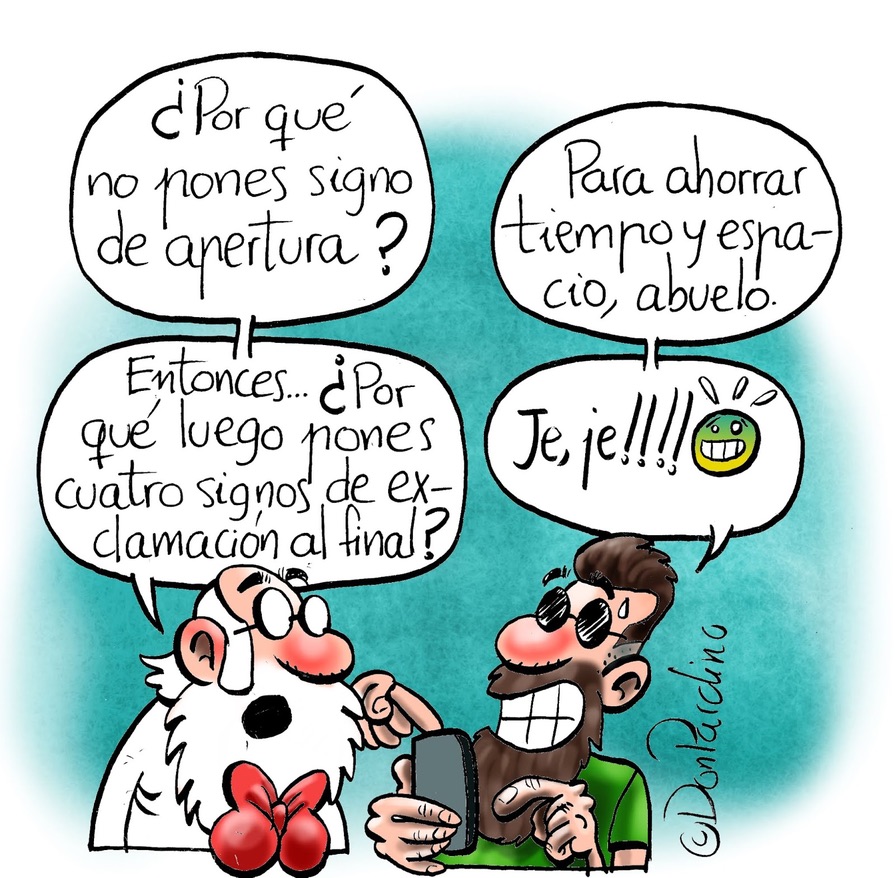 ¿Por qué
no pones signo
de apertura?
Para ahorrar
tiempo y espa-
cio, abuelo.
Entonces... ¿Por
qué luego pones
cuatro signos de ex-
clamación al final?
Je, je!!!!
©DonPardino